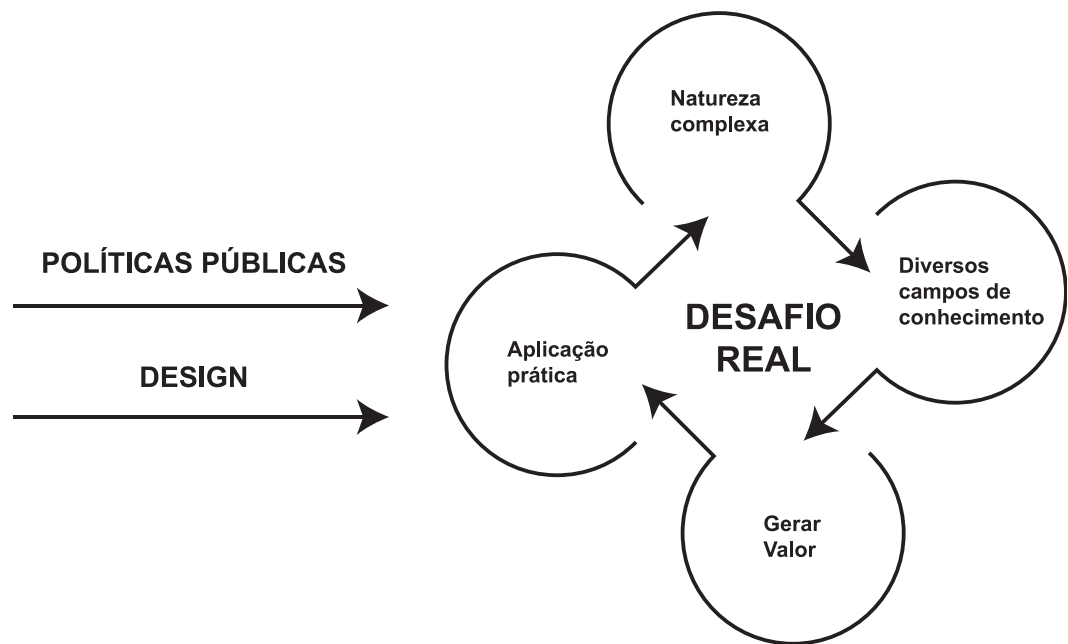 Natureza
complexa
POLÍTICAS PÚBLICAS
DESIGN
Diversos
campos de
conhecimento
DESAFIO
REAL
Aplicação
prática
Gerar
Valor